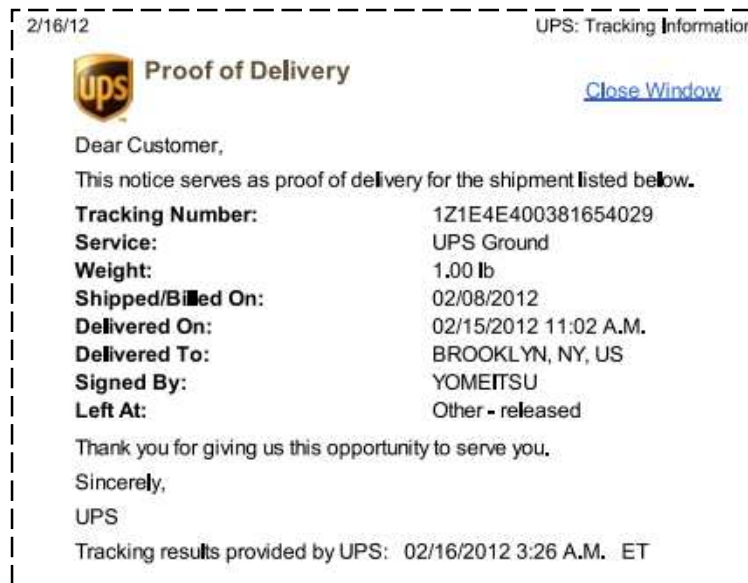 2/16/12 UPS: Tracking Information
ups
Proof of Delivery
Close Window
Dear Customer,
This notice serves as proof of delivery for the shipment listed below.
Tracking Number: 1Z1E4E400381654029
Service: UPS Ground
Weight: 1.00 lb
Shipped/Billed On: 02/08/2012
Delivered On: 02/15/2012 11:02 A.M.
Delivered To: BROOKLYN, NY, US
Signed By: YOMEITSU
Left At: Other - released
Thank you for giving us this opportunity to serve you.
Sincerely,
UPS
Tracking results provided by UPS: 02/16/2012 3:26 A.M. ET